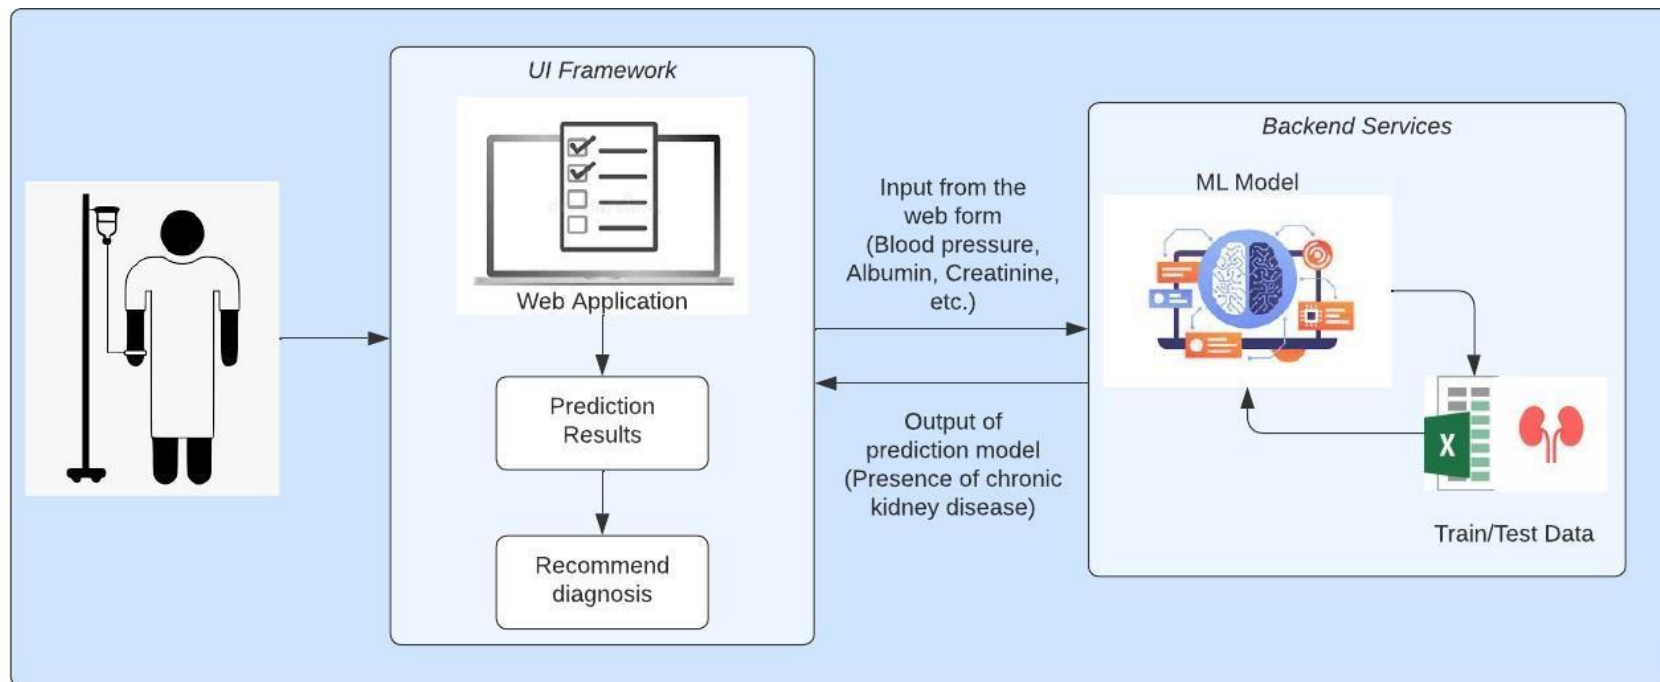 UI Framework
Web Application
Prediction
Results
Recommend
diagnosis
Input from the
web form
(Blood pressure,
Albumin, Creatinine,
etc.)
Output of
prediction model
(Presence of chronic
kidney disease)
Backend Services
ML Model
X
Train/Test Data